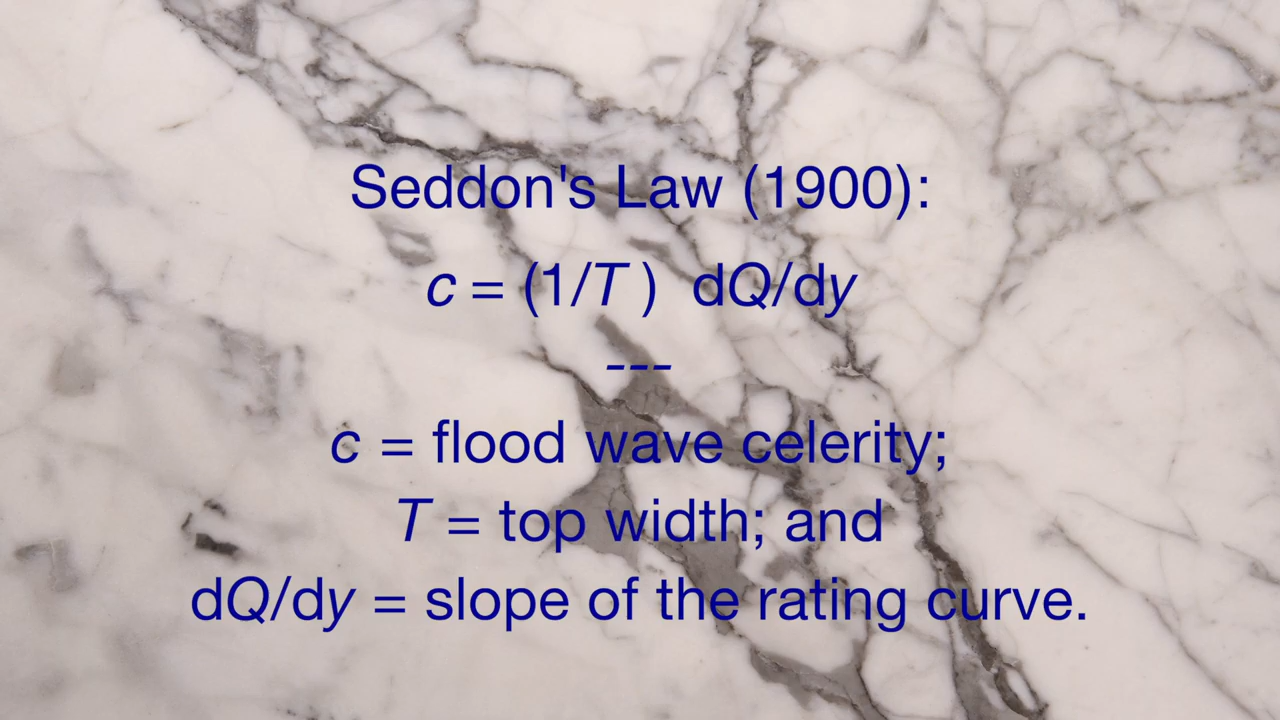 Seddon's Law (1900):
c = (1/T ) dQ/dy
---
c = flood wave celerity;
T = top width; and
dQ/dy = slope of the rating curve.